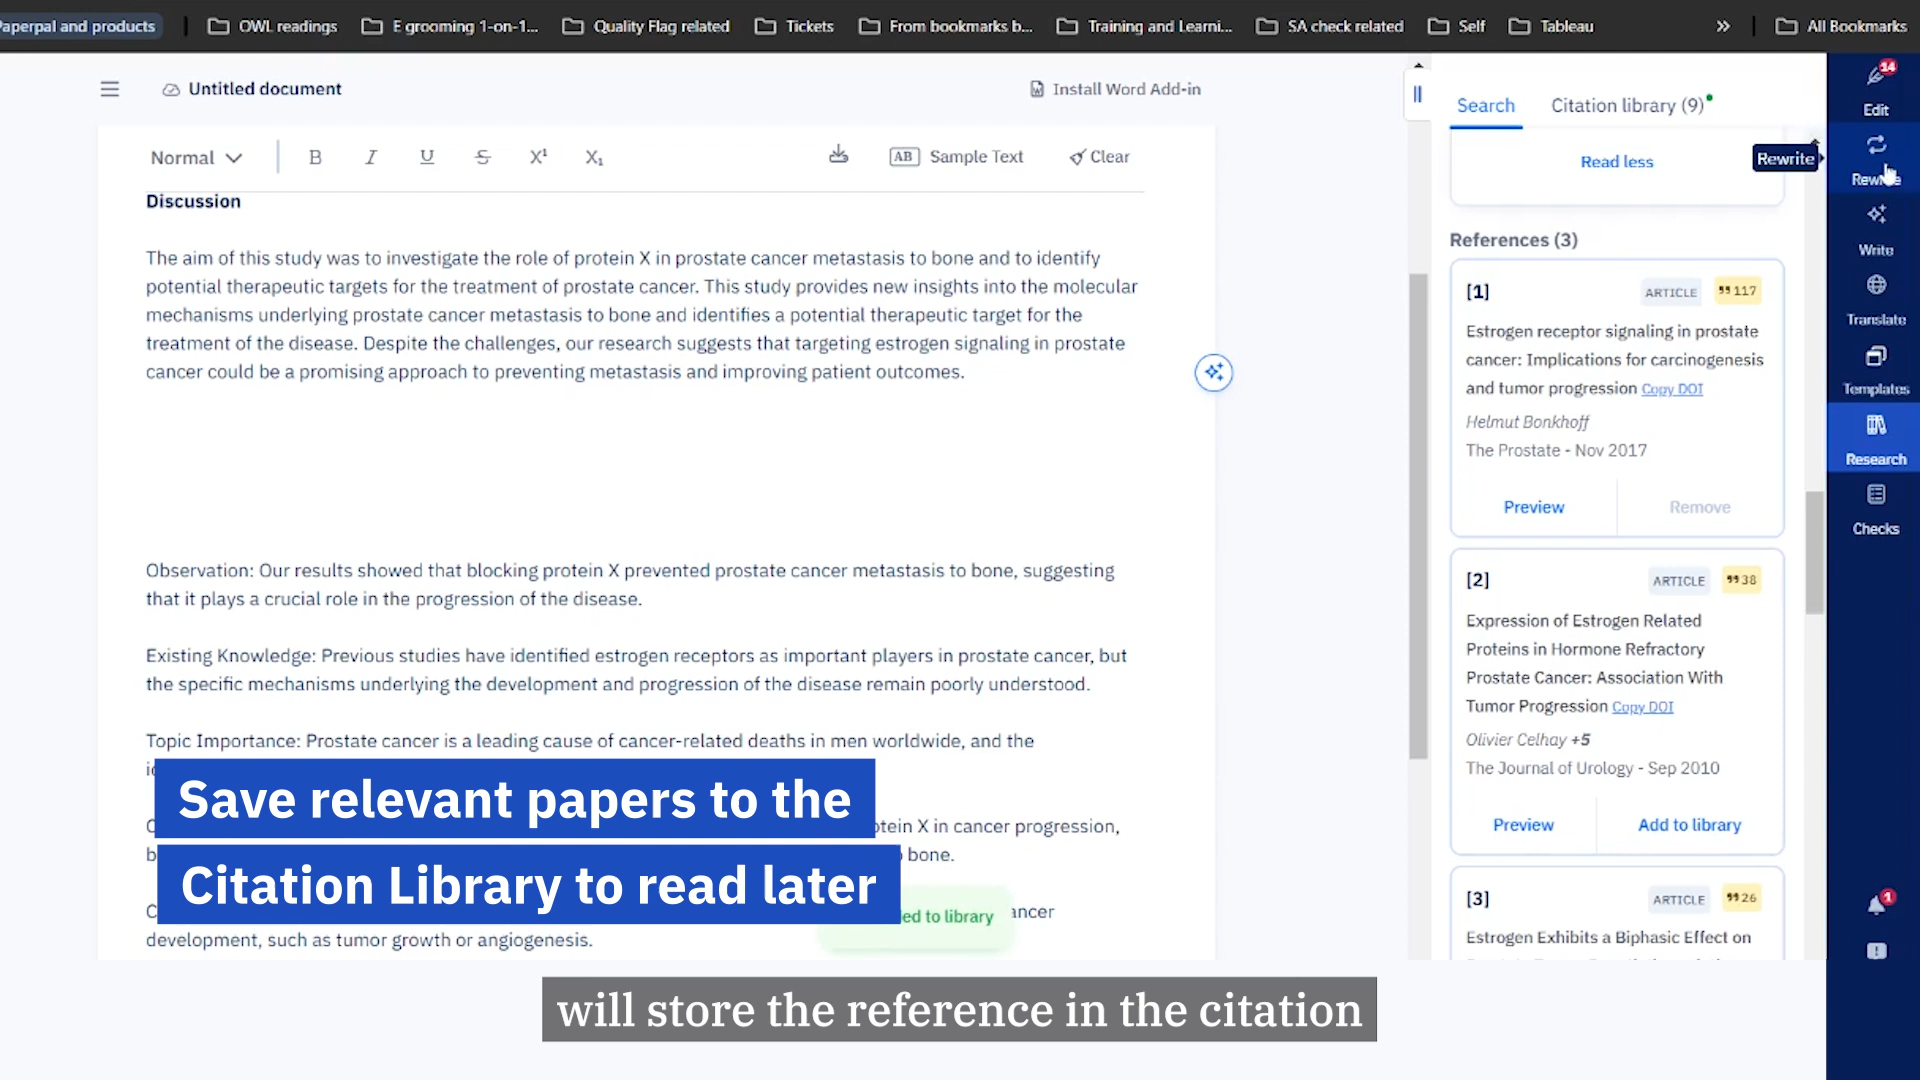 Paperpal and products
OWL readings
E grooming 1-on-1...
Quality Flag related
Tickets
From bookmarks b...
Training and Learni...
SA check related
Self
Tableau
All Bookmarks
Untitled document
Install Word Add-in
Normal
B I U S X¹ X₁
AB Sample Text
Clear
Discussion
The aim of this study was to investigate the role of protein X in prostate cancer metastasis to bone and to identify
potential therapeutic targets for the treatment of prostate cancer. This study provides new insights into the molecular
mechanisms underlying prostate cancer metastasis to bone and identifies a potential therapeutic target for the
treatment of the disease. Despite the challenges, our research suggests that targeting estrogen signaling in prostate
cancer could be a promising approach to preventing metastasis and improving patient outcomes.
Observation: Our results showed that blocking protein X prevented prostate cancer metastasis to bone, suggesting
that it plays a crucial role in the progression of the disease.
Existing Knowledge: Previous studies have identified estrogen receptors as important players in prostate cancer, but
the specific mechanisms underlying the development and progression of the disease remain poorly understood.
Topic Importance: Prostate cancer is a leading cause of cancer-related deaths in men worldwide, and the
X in cancer progression,
bone.
ancer
development, such as tumor growth or angiogenesis.
Save relevant papers to the
Citation Library to read later
to library
will store the reference in the citation
Search
Citation library (9)
Read less
References (3)
[1] ARTICLE 117
Estrogen receptor signaling in prostate
cancer: Implications for carcinogenesis
and tumor progression Copy DOI
Helmut Bonkhoff
The Prostate - Nov 2017
Preview
Remove
[2] ARTICLE 38
Expression of Estrogen Related
Proteins in Hormone Refractory
Prostate Cancer: Association With
Tumor Progression Copy DOI
Olivier Celhay +5
The Journal of Urology - Sep 2010
Preview
Add to library
[3] ARTICLE 26
Estrogen Exhibits a Biphasic Effect on
14
Edit
Rewrite
Rewrite
Write
Translate
Templates
Research
Checks
1